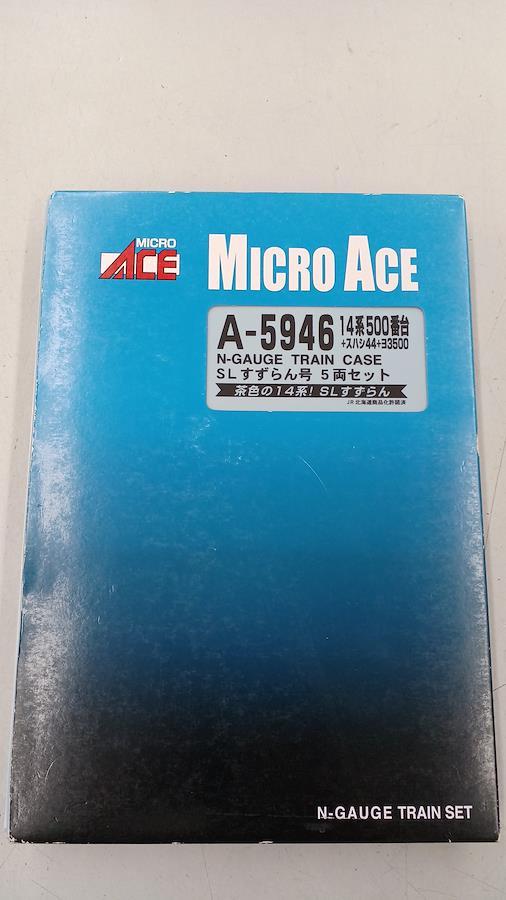 MICRO
ACE
MICRO ACE
A-5946 14系500番台
+スハシ44+ヨ3500
N-GAUGE TRAIN CASE
SLすずらん号 5両セット
茶色の14系! SLすずらん
JR北海道商品化許諾済
N-GAUGE TRAIN SET